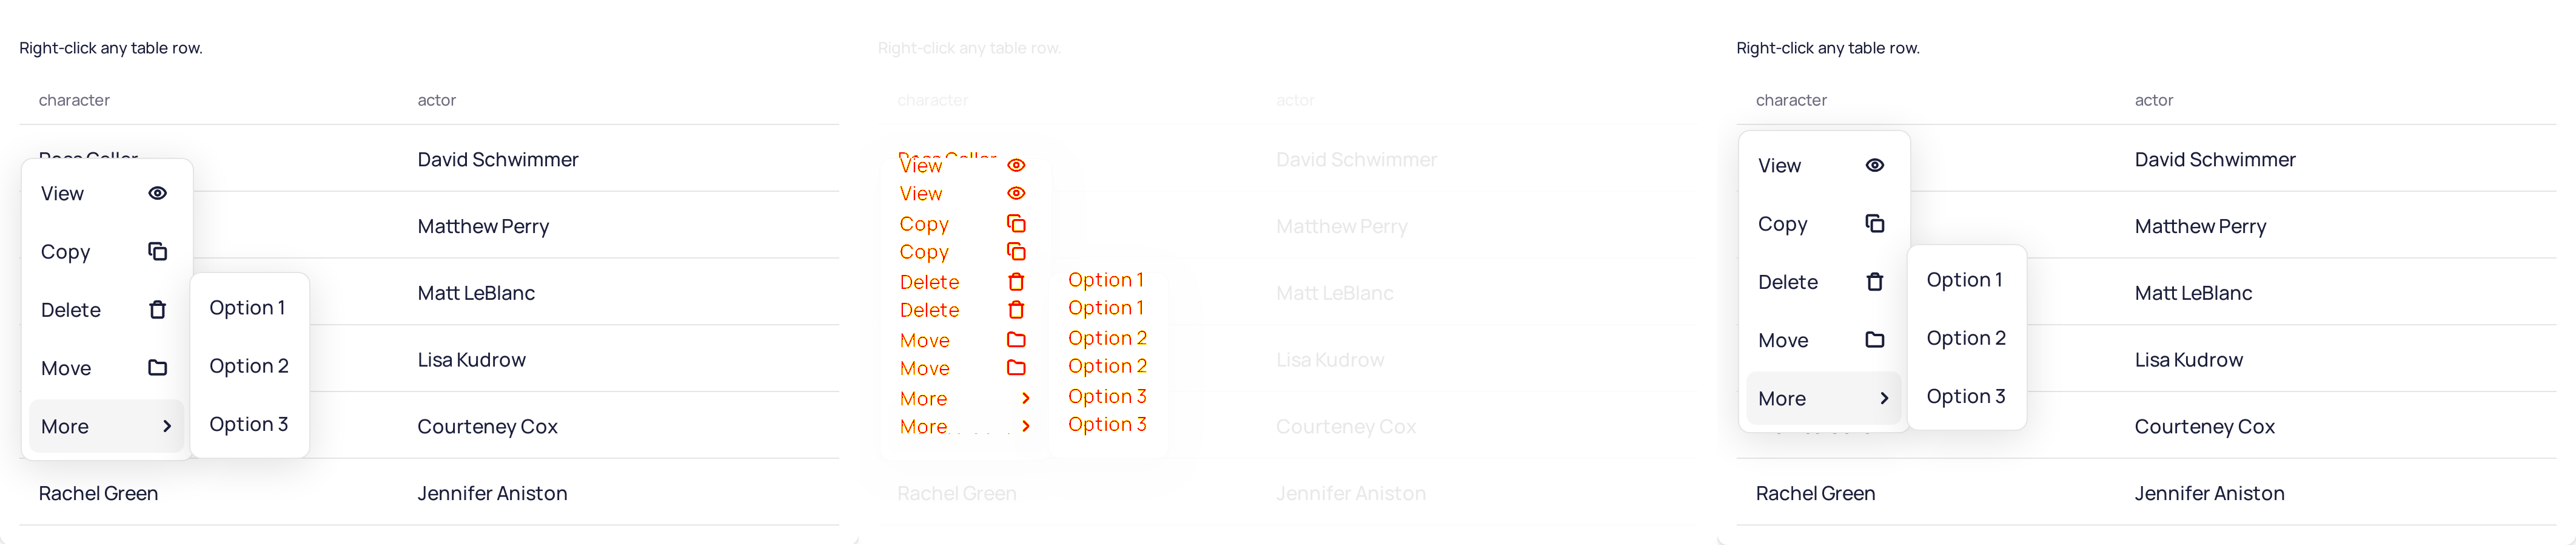 Right-click any table row.
character actor
David Schwimmer
View
Matthew Perry
Copy
Matt LeBlanc
Delete
Option 1
Lisa Kudrow
Move
Option 2
More
Option 3
Courteney Cox
Rachel Green Jennifer Aniston
Right-click any table row.
character actor
David Schwimmer
View
View
Copy
Matthew Perry
Copy
Delete
Option 1
Matt LeBlanc
Delete
Option 1
Move
Option 2
Lisa Kudrow
Move
Option 2
More
Option 3
More
Option 3
Courteney Cox
Rachel Green Jennifer Aniston
Right-click any table row.
character actor
David Schwimmer
View
Copy
Matthew Perry
Delete
Option 1
Matt LeBlanc
Move
Option 2
Lisa Kudrow
More
Option 3
Courteney Cox
Rachel Green Jennifer Aniston